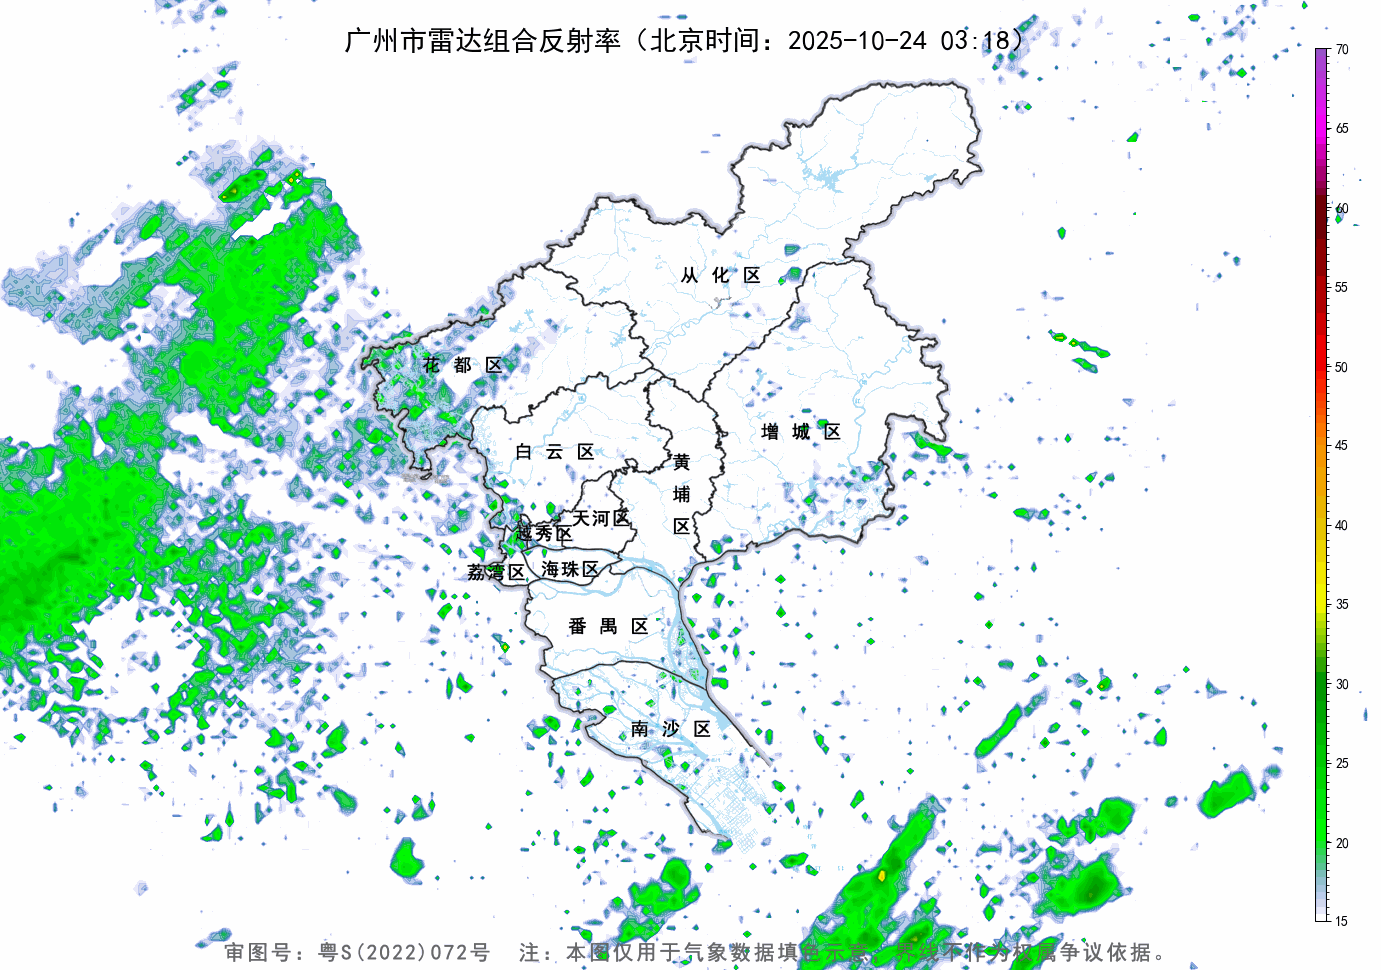 广州市雷达组合反射率（北京时间：2025-10-24 03:18）
70
65
60
55
50
45
40
35
30
25
20
15
从化区
花都区
增城区
白云区
黄埔区
天河区
越秀区
荔湾区
海珠区
番禺区
南沙区
审图号：粤S(2022)072号 注：本图仅用于气象数据填色示意，界线不作为权属争议依据。